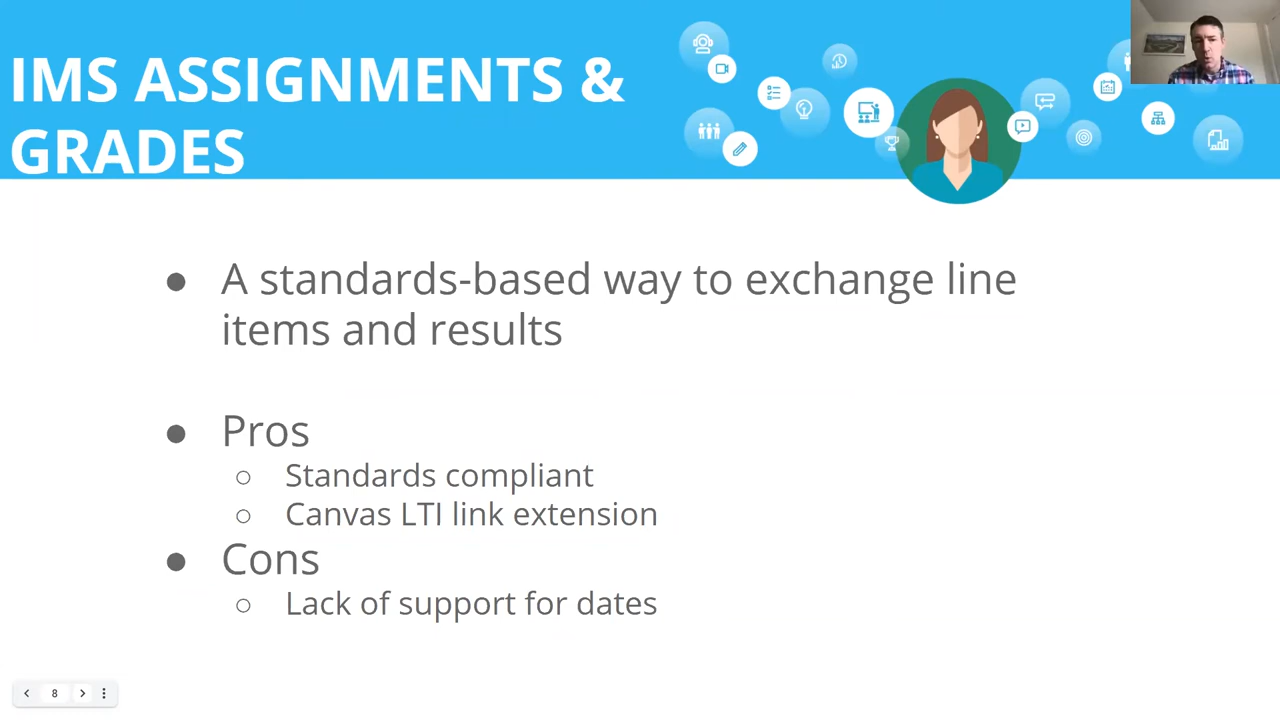 IMS ASSIGNMENTS &
GRADES
● A standards-based way to exchange line
items and results
● Pros
○ Standards compliant
○ Canvas LTI link extension
● Cons
○ Lack of support for dates
8